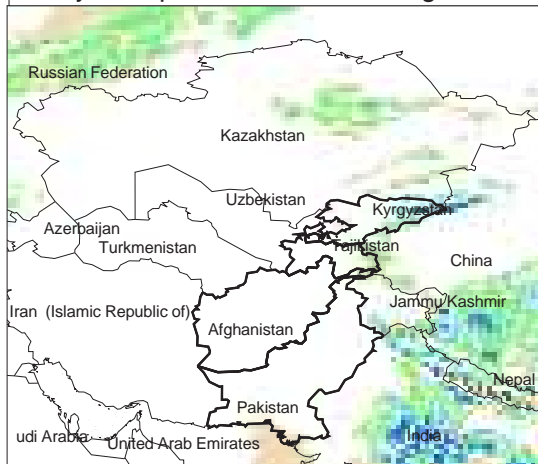 Russian Federation
Kazakhstan
Uzbekistan
Kyrgyzstan
Azerbaijan
Turkmenistan
Tajikistan
China
Iran (Islamic Republic of)
Jammu Kashmir
Afghanistan
Nepal
Pakistan
udi Arabia
United Arab Emirates
India